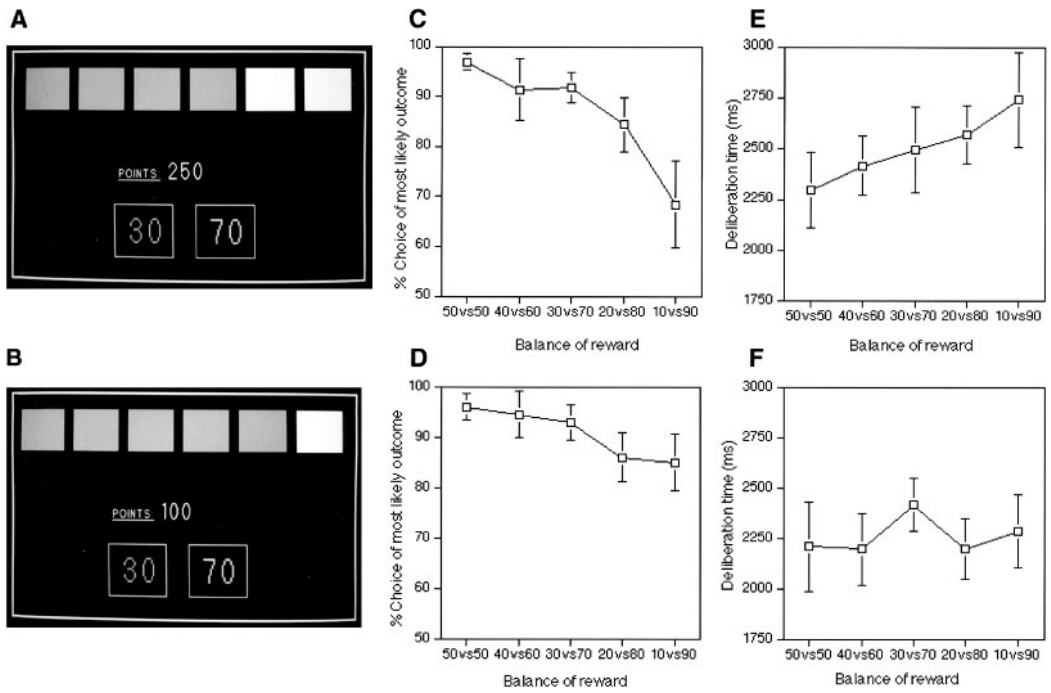 A
POINTS 250
30
70
B
POINTS 100
30
70
C
100
90
80
70
60
50
% Choice of most likely outcome
50vs50 40vs60 30vs70 20vs80 10vs90
Balance of reward
D
100
90
80
70
60
50
% Choice of most likely outcome
50vs50 40vs60 30vs70 20vs80 10vs90
Balance of reward
E
3000
2750
2500
2250
2000
1750
Deliberation time (ms)
50vs50 40vs60 30vs70 20vs80 10vs90
Balance of reward
F
3000
2750
2500
2250
2000
1750
Deliberation time (ms)
50vs50 40vs60 30vs70 20vs80 10vs90
Balance of reward